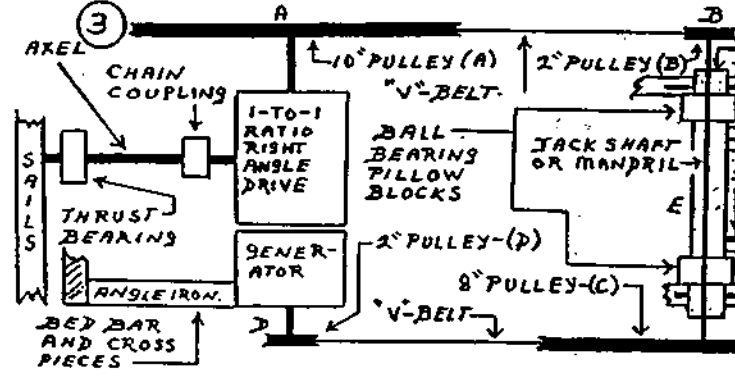 3
A
B
AXEL
CHAIN
COUPLING
10" PULLEY (A)
2" PULLEY (B)
"V"-BELT.
1-TO-1
RATIO
RIGHT
ANGLE
DRIVE
BALL
BEARING
PILLOW
BLOCKS
JACK SHAFT
OR MANDRIL
E
SAILS
THRUST
BEARING
GENER-
ATOR
2" PULLEY-(D)
8" PULLEY-(C)
ANGLE IRON.
"V"-BELT
D
BED BAR
AND CROSS
PIECES